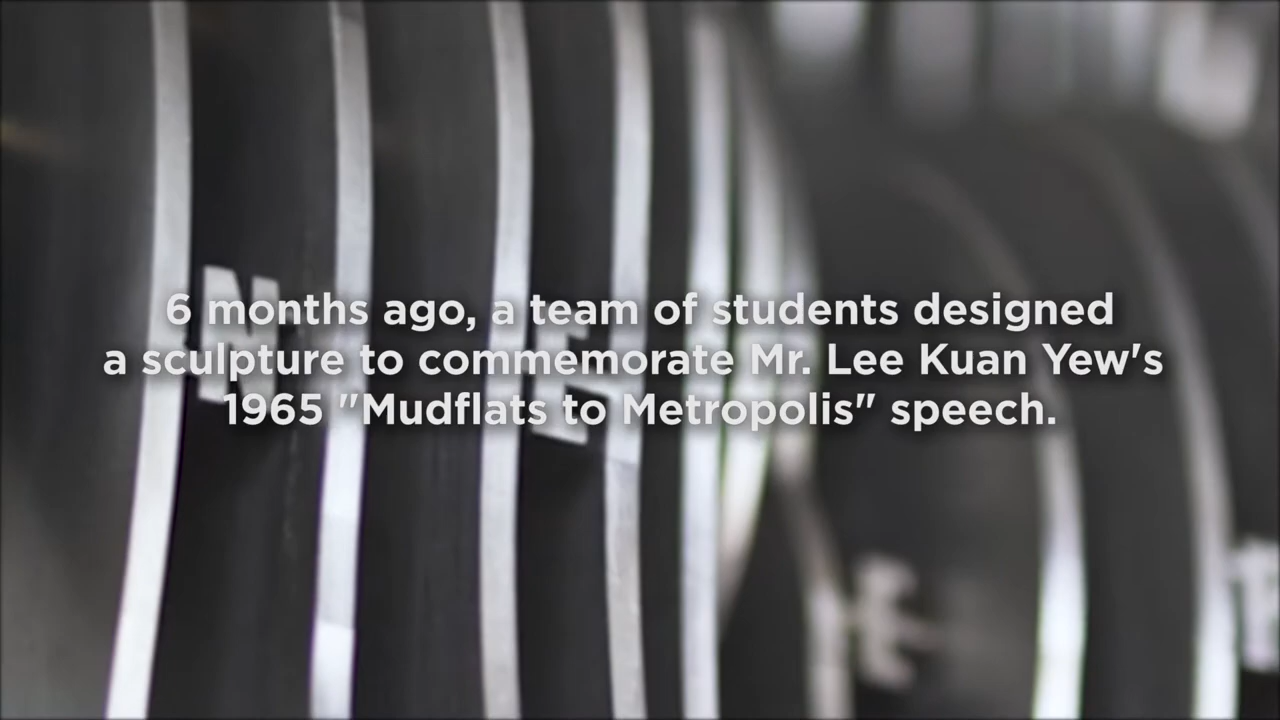 6 months ago, a team of students designed
a sculpture to commemorate Mr. Lee Kuan Yew's
1965 "Mudflats to Metropolis" speech.
N
E